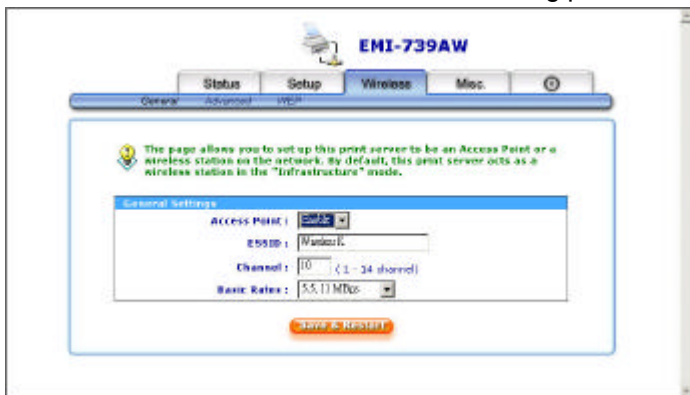 EMI-739AW
Status Setup Wireless Misc.
General Advanced WEP
The page allows you to set up this print server to be an Access Point or a
wireless station on the network. By default, this print server acts as a
wireless station in the "Infrastructure" mode.
General Settings
Access Point : Enable
ESSID :
Channel : 10 ( 1 - 14 channel)
Basic Rates : 5.5, 11 MBps
Save & Restart